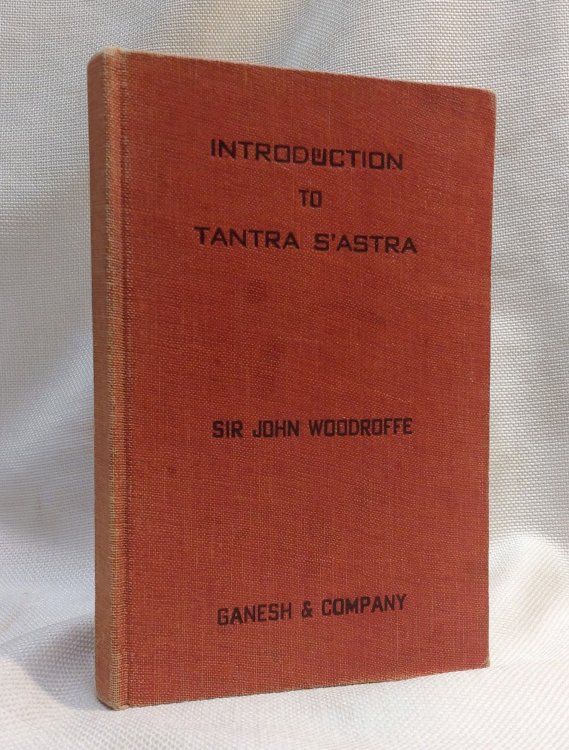 INTRODUCTION
TO
TANTRA S'ASTRA
SIR JOHN WOODROFFE
GANESH & COMPANY